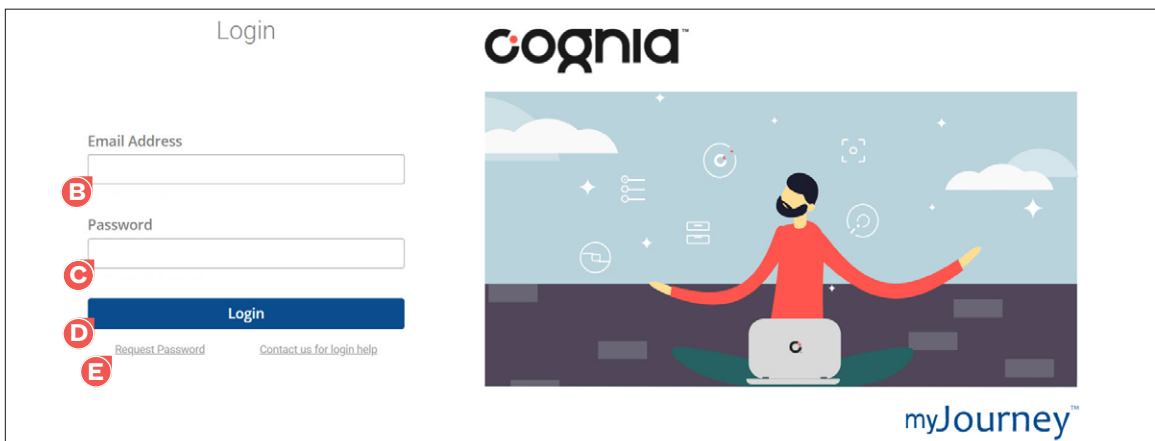 Login
cognia™
Email Address
B
Password
C
Login
D
Request Password
Contact us for login help
E
myJourney™